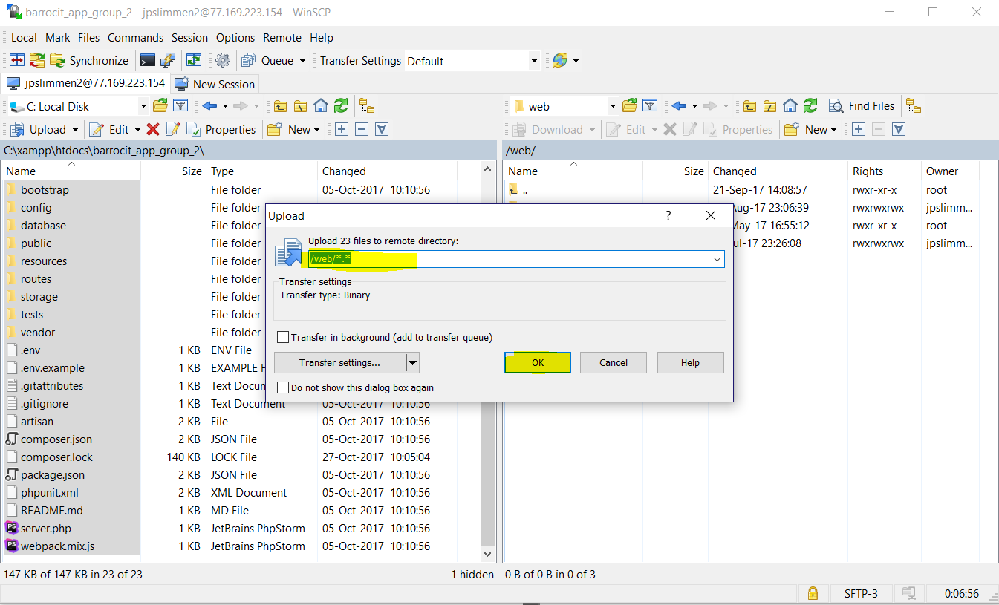 barrocit_app_group_2 - jpslimmen2@77.169.223.154 - WinSCP
Local Mark Files Commands Session Options Remote Help
Synchronize Queue Transfer Settings Default
jpslimmen2@77.169.223.154 New Session
C: Local Disk web Find Files
Upload Edit Properties New Download Edit Properties New
C:\xampp\htdocs\barrocit_app_group_2\ /web/
Name Size Type Changed Name Size Changed Rights Owner
bootstrap File folder 05-Oct-2017 10:10:56 .. 21-Sep-17 14:08:57 rwxr-xr-x root
config File folder Aug-17 23:06:39 rwxrwxrwx jpslimm...
database File folder May-17 16:55:12 rwxr-xr-x root
public File folder ul-17 23:26:08 rwxrwxrwx jpslimm...
resources File folder
routes File folder
storage File folder
tests File folder
vendor File folder
.env 1 KB ENV File
.env.example 1 KB EXAMPLE F
.gitattributes 1 KB Text Docun
.gitignore 1 KB Text Document 05-Oct-2017 10:10:56
artisan 2 KB File 05-Oct-2017 10:10:56
composer.json 2 KB JSON File 05-Oct-2017 10:10:56
composer.lock 140 KB LOCK File 27-Oct-2017 10:05:04
package.json 2 KB JSON File 05-Oct-2017 10:10:56
phpunit.xml 2 KB XML Document 05-Oct-2017 10:10:56
README.md 1 KB MD File 05-Oct-2017 10:10:56
server.php 1 KB JetBrains PhpStorm 05-Oct-2017 10:10:56
webpack.mix.js 1 KB JetBrains PhpStorm 05-Oct-2017 10:10:56
Upload ?
Upload 23 files to remote directory:
/web/*.*
Transfer settings
Transfer type: Binary
Transfer in background (add to transfer queue)
Transfer settings... OK Cancel Help
Do not show this dialog box again
147 KB of 147 KB in 23 of 23 1 hidden 0 B of 0 B in 0 of 3
SFTP-3 0:06:56